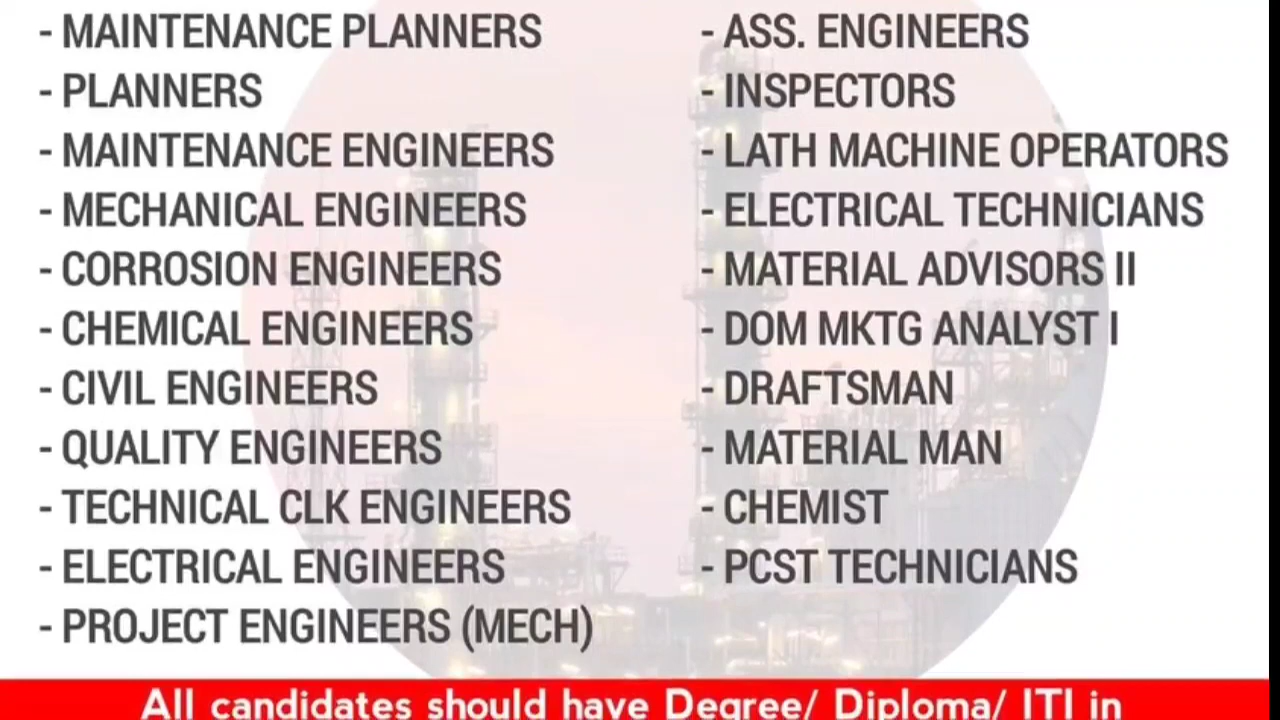 - MAINTENANCE PLANNERS
- PLANNERS
- MAINTENANCE ENGINEERS
- MECHANICAL ENGINEERS
- CORROSION ENGINEERS
- CHEMICAL ENGINEERS
- CIVIL ENGINEERS
- QUALITY ENGINEERS
- TECHNICAL CLK ENGINEERS
- ELECTRICAL ENGINEERS
- PROJECT ENGINEERS (MECH)
- ASS. ENGINEERS
- INSPECTORS
- LATH MACHINE OPERATORS
- ELECTRICAL TECHNICIANS
- MATERIAL ADVISORS II
- DOM MKTG ANALYST I
- DRAFTSMAN
- MATERIAL MAN
- CHEMIST
- PCST TECHNICIANS
All candidates should have Degree/ Diploma/ ITI in